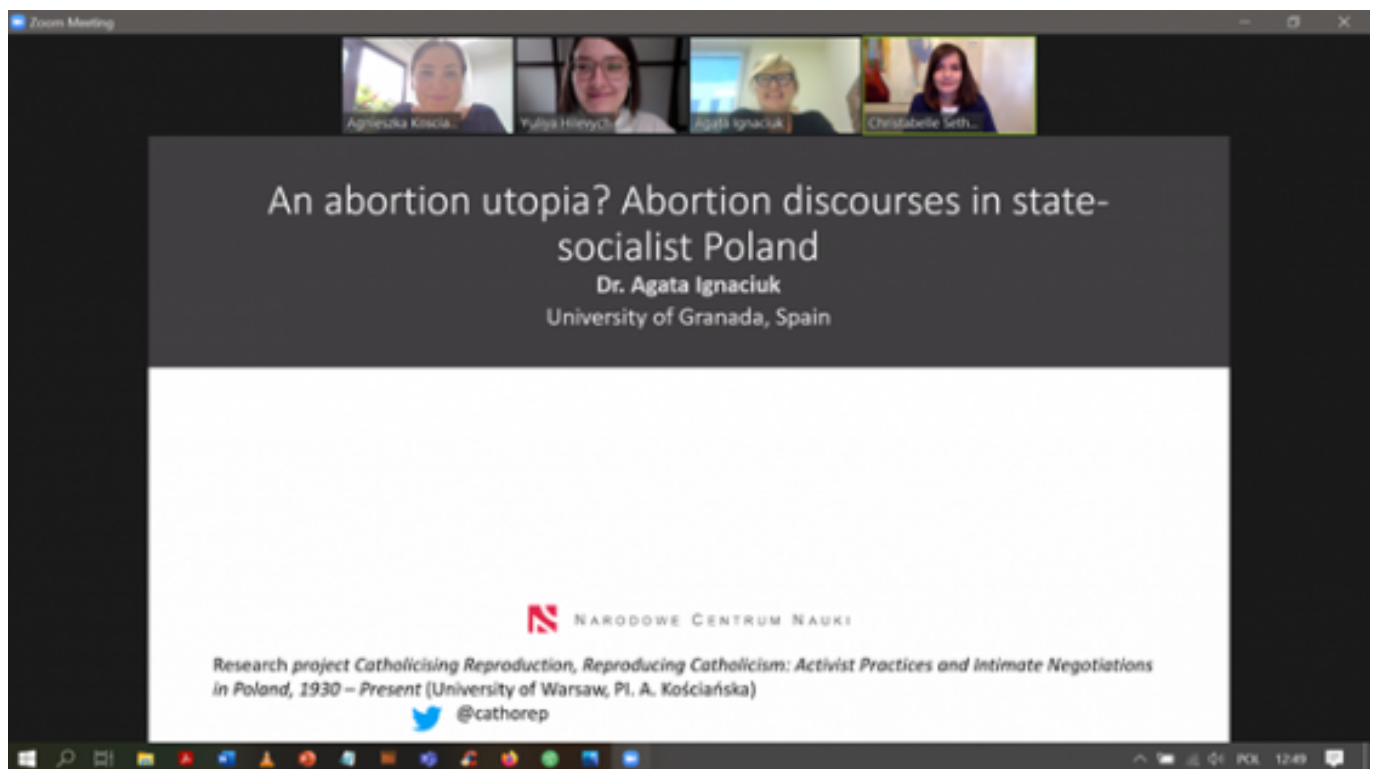 Zoom Meeting
Agnieszka Koscia...
Yuliya Hilevych
Agata Ignaciuk
Christabelle Seth...
An abortion utopia? Abortion discourses in state-
socialist Poland
Dr. Agata Ignaciuk
University of Granada, Spain
NARODOWE CENTRUM NAUKI
Research project Catholicising Reproduction, Reproducing Catholicism: Activist Practices and Intimate Negotiations
in Poland, 1930 – Present (University of Warsaw, PI. A. Kościańska)
@cathorep
POL 12:49